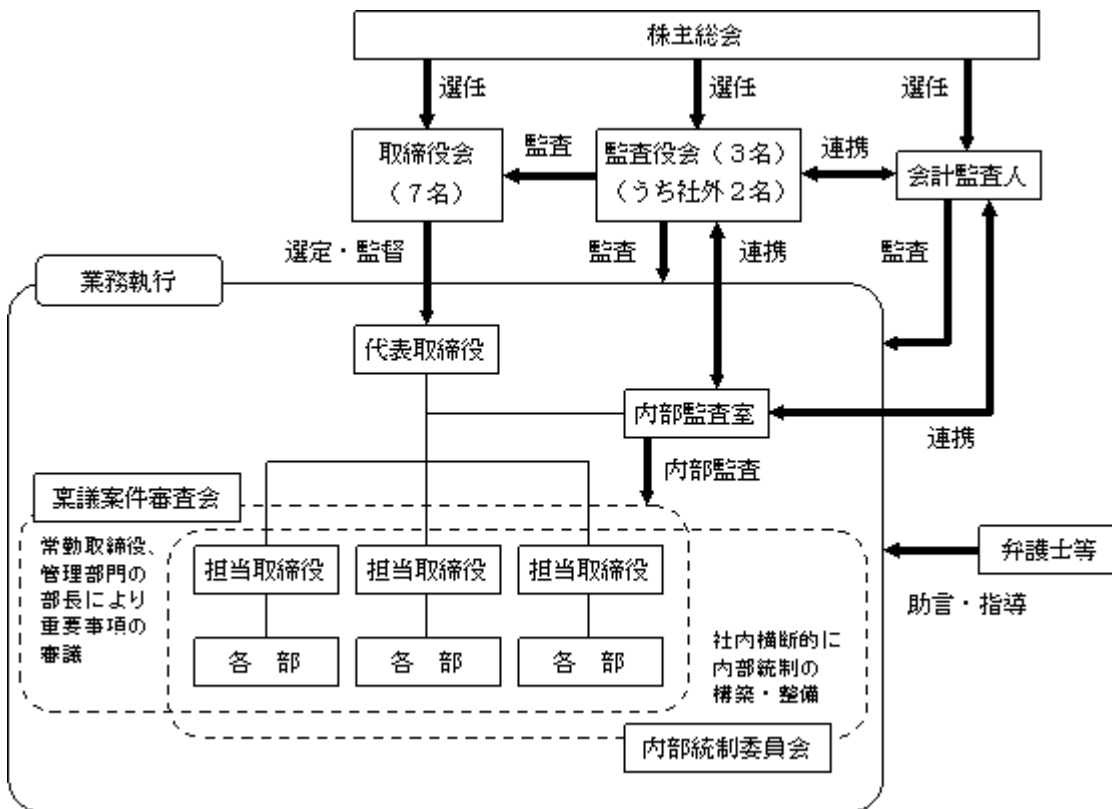 株主総会
選任
選任
選任
取締役会
（７名）
監査
監査役会（３名）
（うち社外２名）
連携
会計監査人
選定・監督
監査
連携
監査
業務執行
代表取締役
内部監査室
連携
内部監査
稟議案件審査会
常勤取締役、
管理部門の
部長により
重要事項の
審議
担当取締役
担当取締役
担当取締役
各　部
各　部
各　部
社内横断的に
内部統制の
構築・整備
内部統制委員会
弁護士等
助言・指導